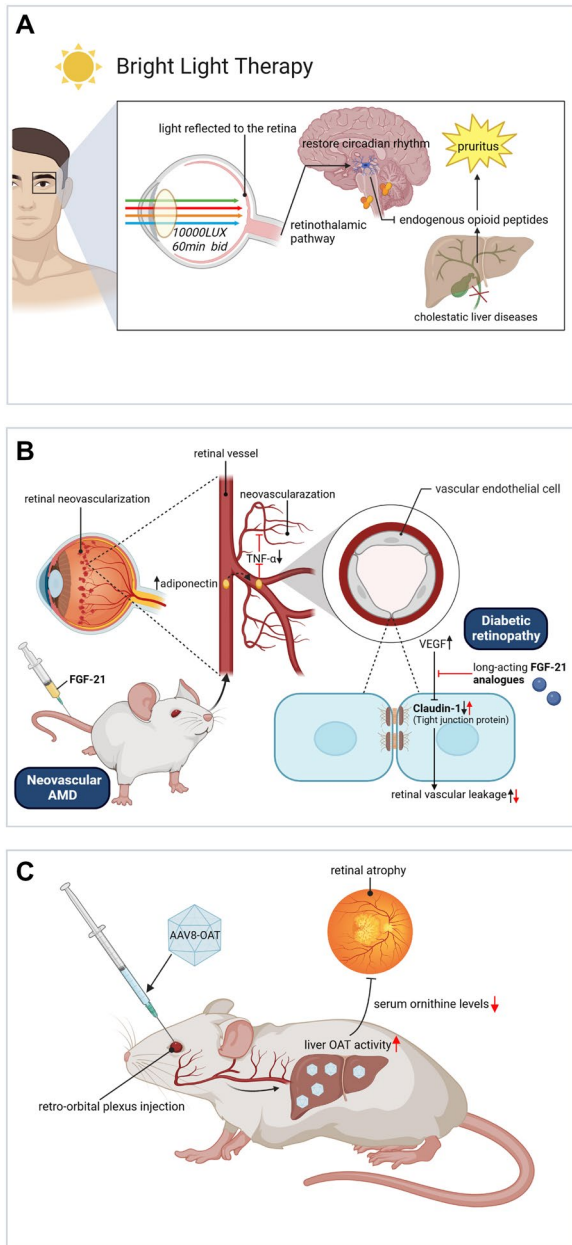 A
Bright Light Therapy
light reflected to the retina
restore circadian rhythm
pruritus
10000LUX
60min bid
retinothalamic
pathway
endogenous opioid peptides
cholestatic liver diseases
B
retinal vessel
retinal neovascularization
neovascularazation
vascular endothelial cell
TNF-α↓
↑adiponectin
Diabetic
retinopathy
VEGF↑
long-acting FGF-21
analogues
FGF-21
Claudin-1↓↑
(Tight junction protein)
Neovascular
AMD
retinal vascular leakage↑↓
C
retinal atrophy
AAV8-OAT
serum ornithine levels↓
liver OAT activity↑
retro-orbital plexus injection